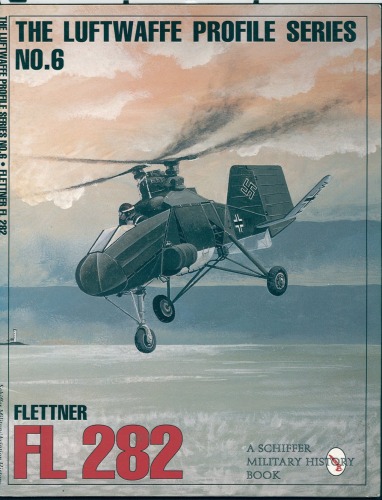 THE LUFTWAFFE PROFILE SERIES
NO.6
THE LUFTWAFFE PROFILE SERIES NO.6 • FLETTNER FL 282
FLETTNER
FL 282
A SCHIFFER
MILITARY HISTORY
BOOK